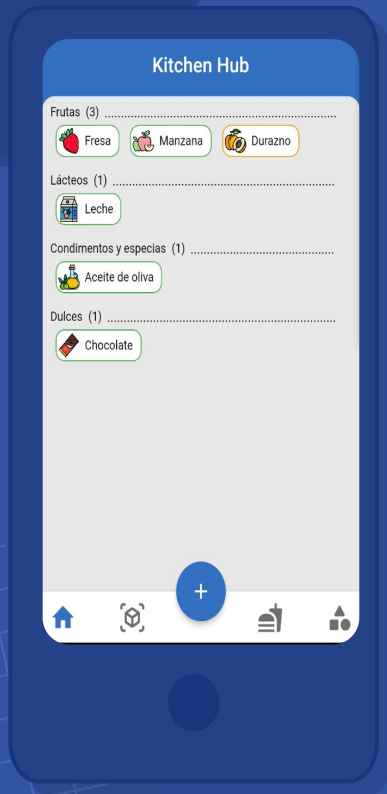 Kitchen Hub
Frutas (3) ....................................................
Fresa Manzana Durazno
Lácteos (1) ....................................................
Leche
Condimentos y especias (1) ....................................
Aceite de oliva
Dulces (1) ....................................................
Chocolate
+